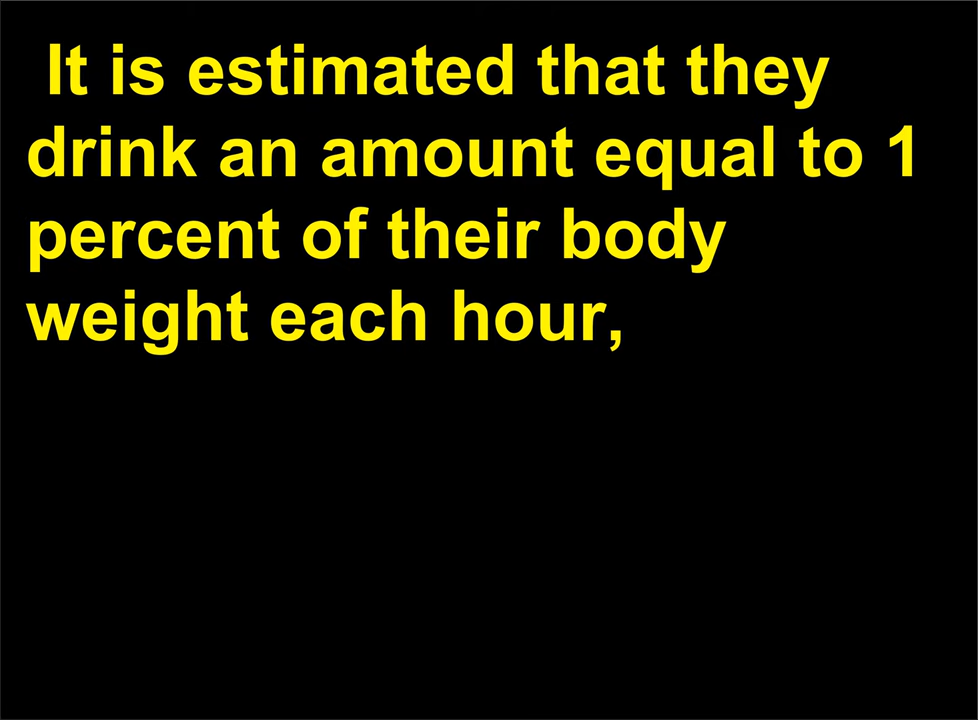 It is estimated that they
drink an amount equal to 1
percent of their body
weight each hour,